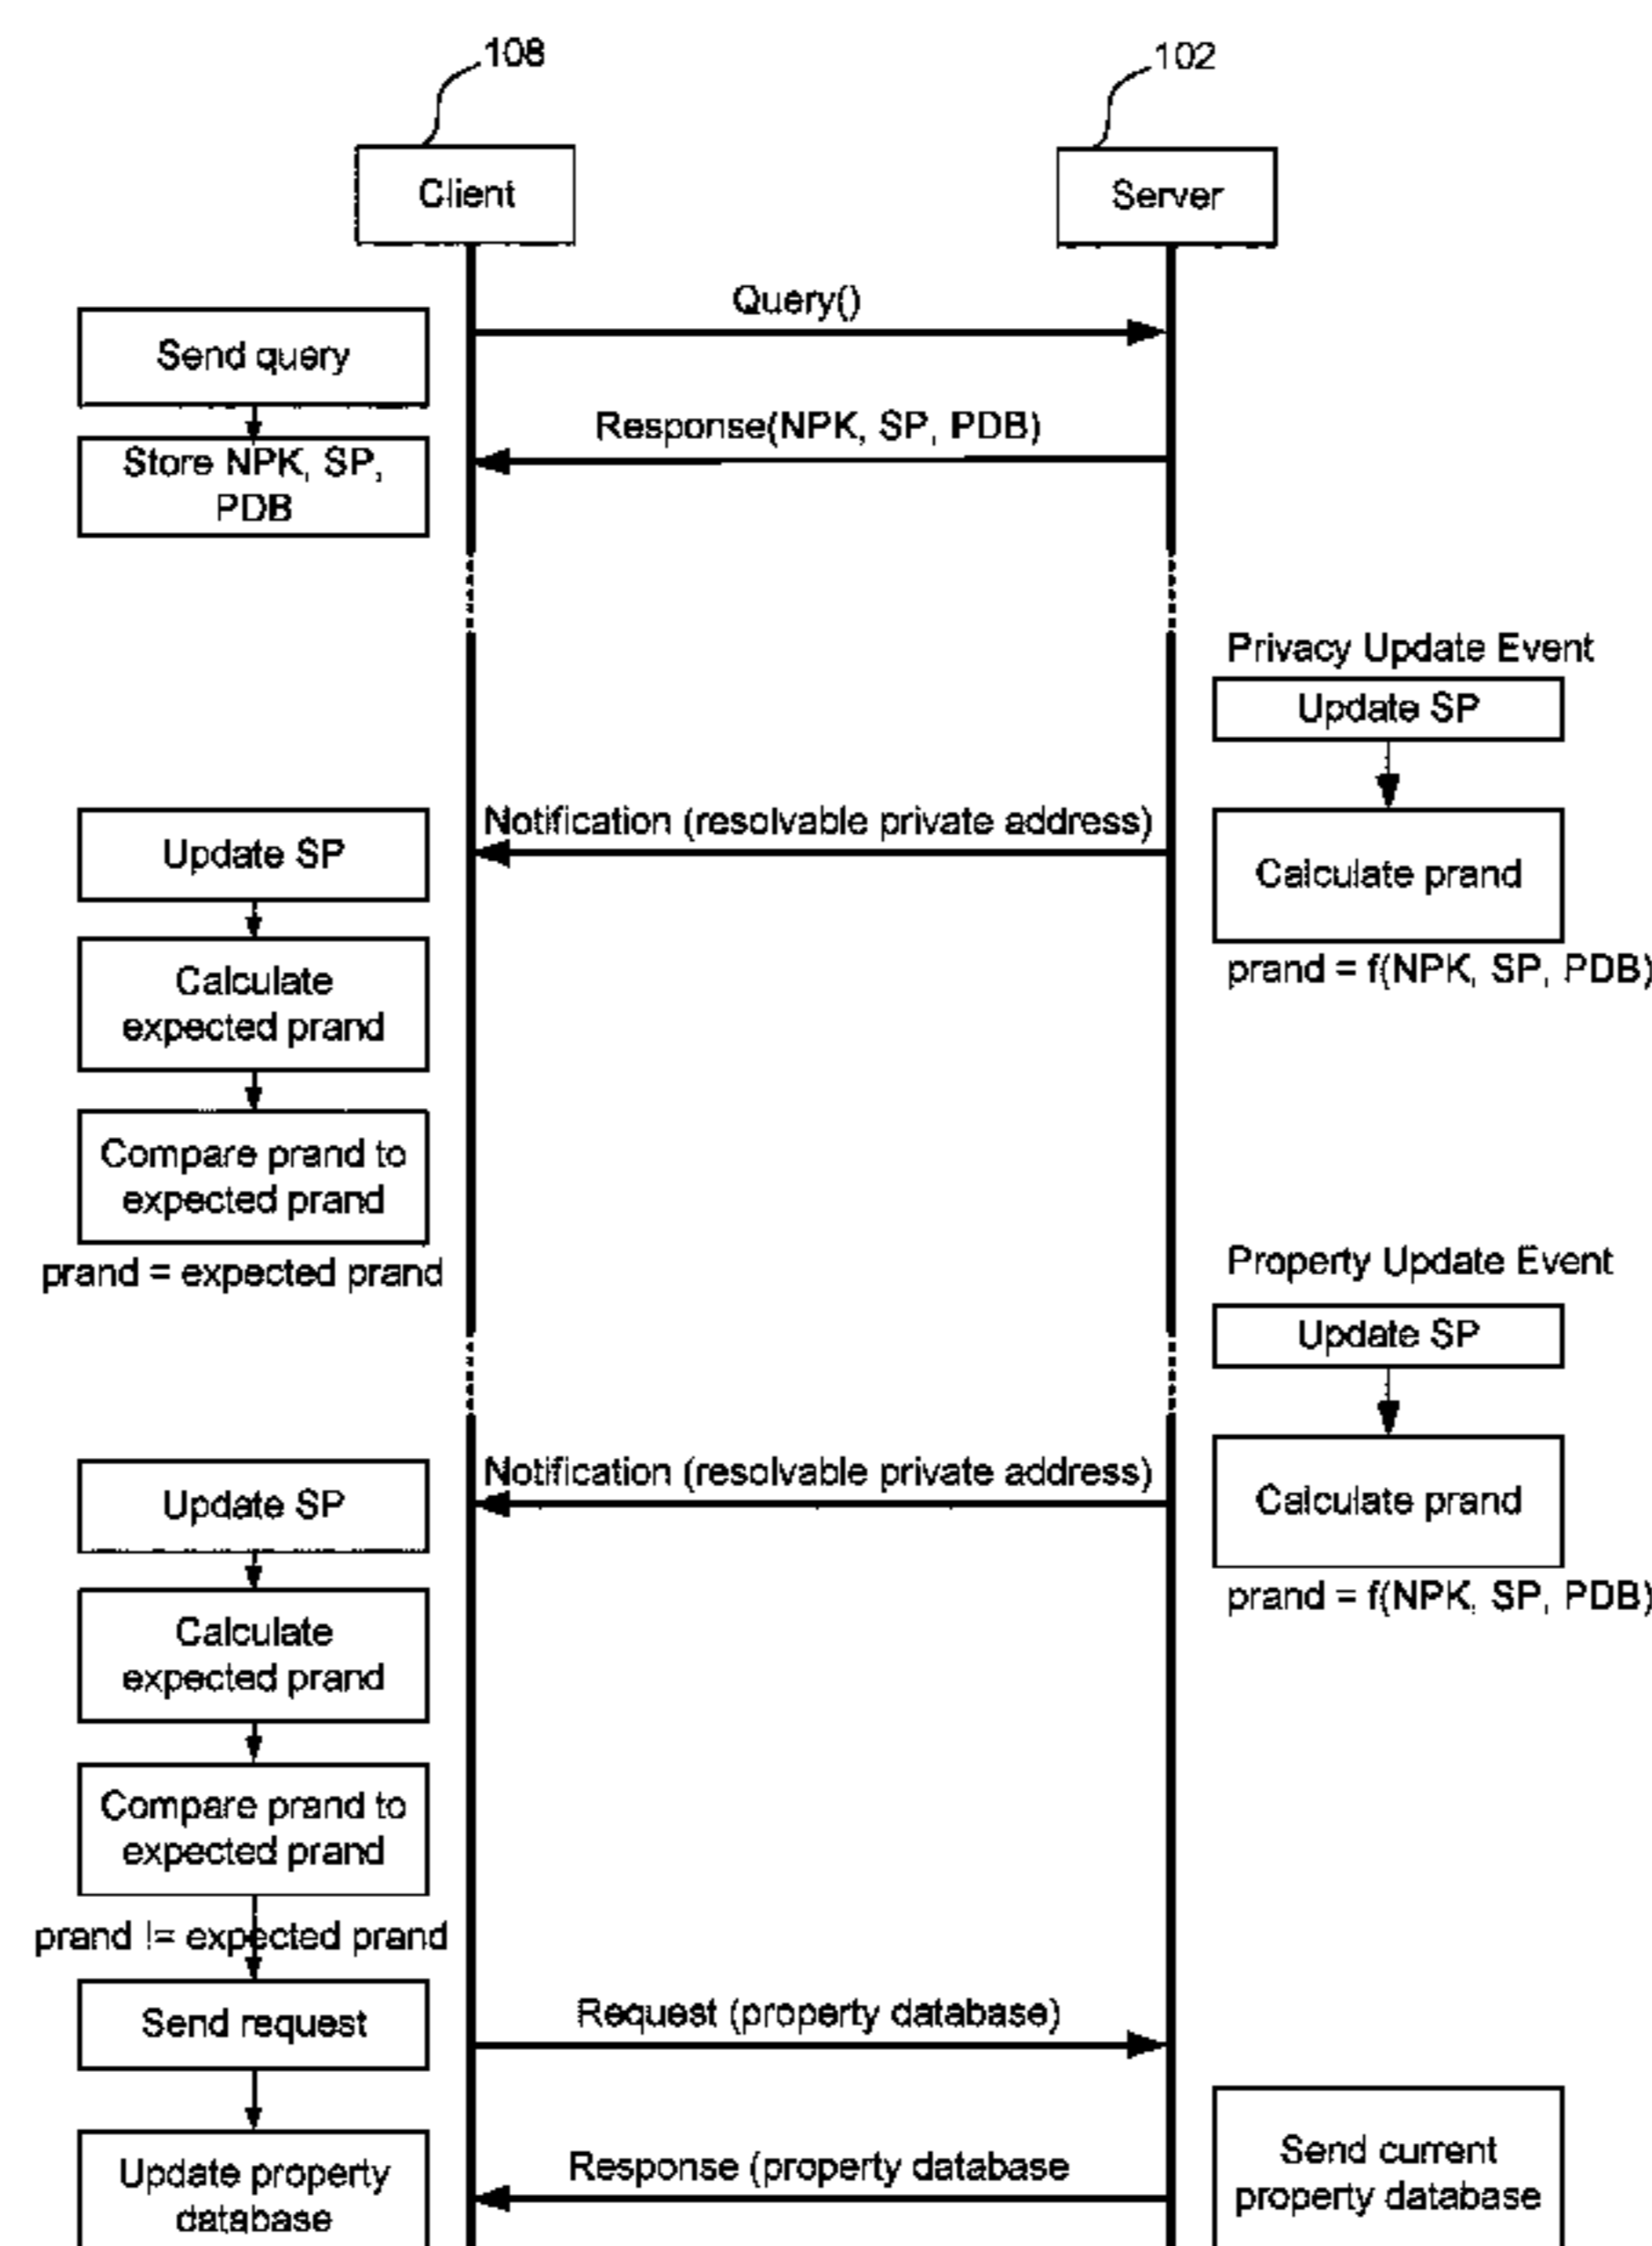 108
102
Client
Server
Query()
Send query
Response(NPK, SP, PDB)
Store NPK, SP,
PDB
Privacy Update Event
Update SP
Notification (resolvable private address)
Update SP
Calculate prand
prand = f(NPK, SP, PDB)
Calculate
expected prand
Compare prand to
expected prand
prand = expected prand
Property Update Event
Update SP
Notification (resolvable private address)
Update SP
Calculate prand
prand = f(NPK, SP, PDB)
Calculate
expected prand
Compare prand to
expected prand
prand != expected prand
Send request
Request (property database)
Response (property database
Send current
property database
Update property
database